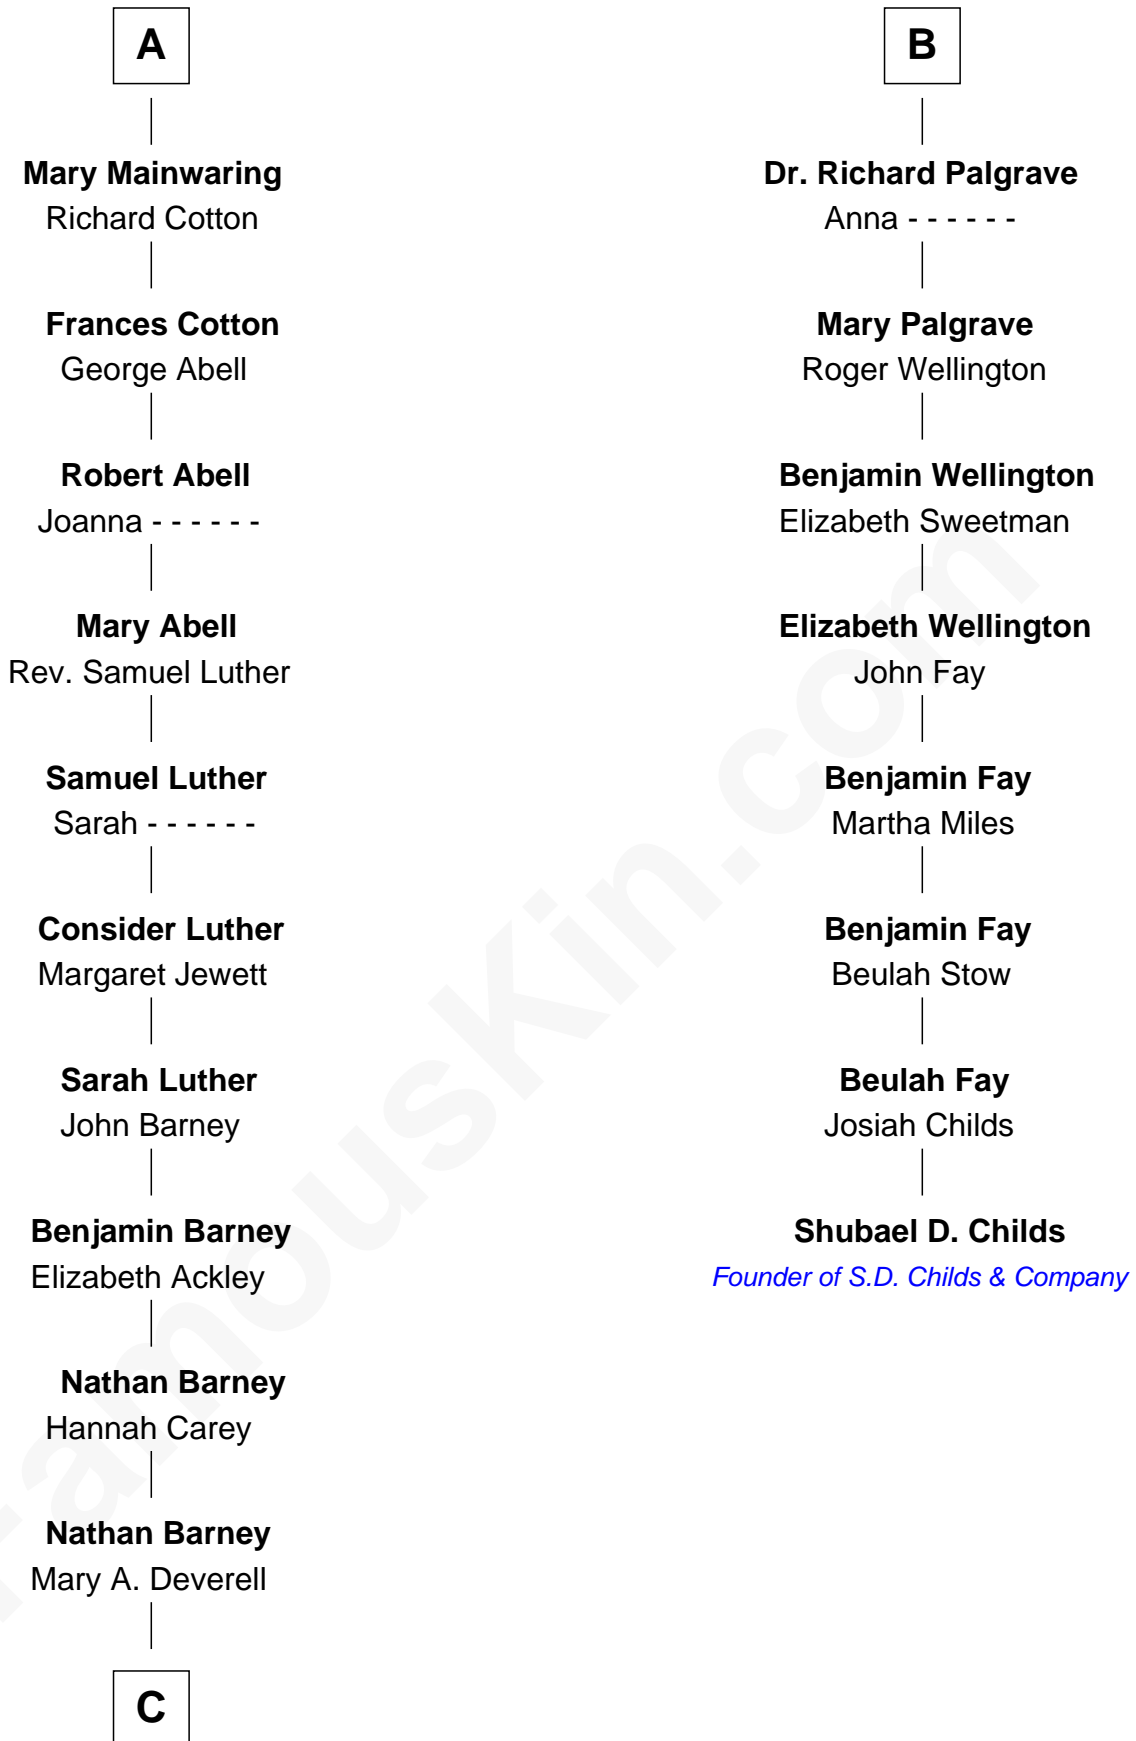 A
Mary Mainwaring
Richard Cotton
Frances Cotton
George Abell
Robert Abell
Joanna - - - - - -
Mary Abell
Rev. Samuel Luther
Samuel Luther
Sarah - - - - - -
Consider Luther
Margaret Jewett
Sarah Luther
John Barney
Benjamin Barney
Elizabeth Ackley
Nathan Barney
Hannah Carey
Nathan Barney
Mary A. Deverell
C
B
Dr. Richard Palgrave
Anna - - - - - -
Mary Palgrave
Roger Wellington
Benjamin Wellington
Elizabeth Sweetman
Elizabeth Wellington
John Fay
Benjamin Fay
Martha Miles
Benjamin Fay
Beulah Stow
Beulah Fay
Josiah Childs
Shubael D. Childs
Founder of S.D. Childs & Company
FamousKin.com